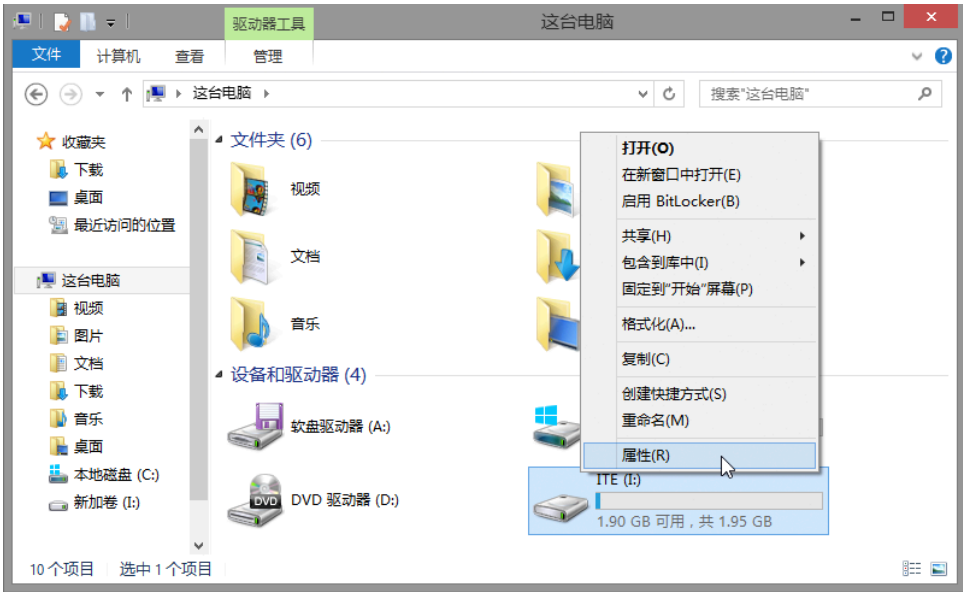 驱动器工具
这台电脑
文件
计算机
查看
管理
这台电脑
搜索"这台电脑"
收藏夹
下载
桌面
最近访问的位置
这台电脑
视频
图片
文档
下载
音乐
桌面
本地磁盘 (C:)
新加卷 (I:)
文件夹 (6)
视频
文档
音乐
设备和驱动器 (4)
软盘驱动器 (A:)
DVD 驱动器 (D:)
打开(O)
在新窗口中打开(E)
启用 BitLocker(B)
共享(H)
包含到库中(I)
固定到"开始"屏幕(P)
格式化(A)...
复制(C)
创建快捷方式(S)
重命名(M)
属性(R)
ITE (I:)
1.90 GB 可用，共 1.95 GB
10 个项目
选中 1 个项目